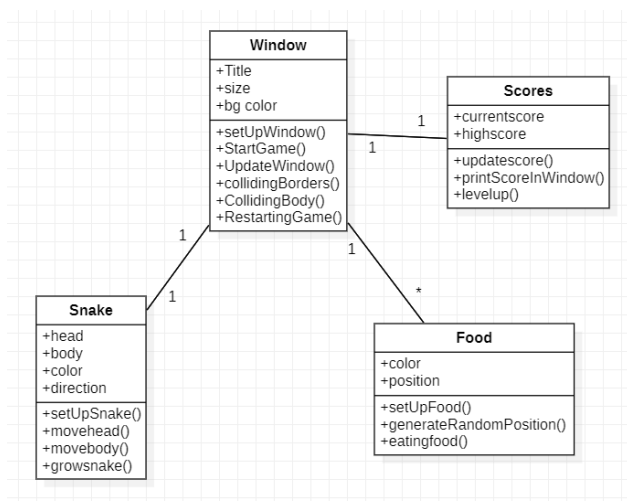 Window
+Title
+size
+bg color
+setUpWindow()
+StartGame()
+UpdateWindow()
+collidingBorders()
+CollidingBody()
+RestartingGame()
1
1
Scores
+currentscore
+highscore
+updatescore()
+printScoreInWindow()
+levelup()
1
1
1
*
Snake
+head
+body
+color
+direction
+setUpSnake()
+movehead()
+movebody()
+growsnake()
Food
+color
+position
+setUpFood()
+generateRandomPosition()
+eatingfood()